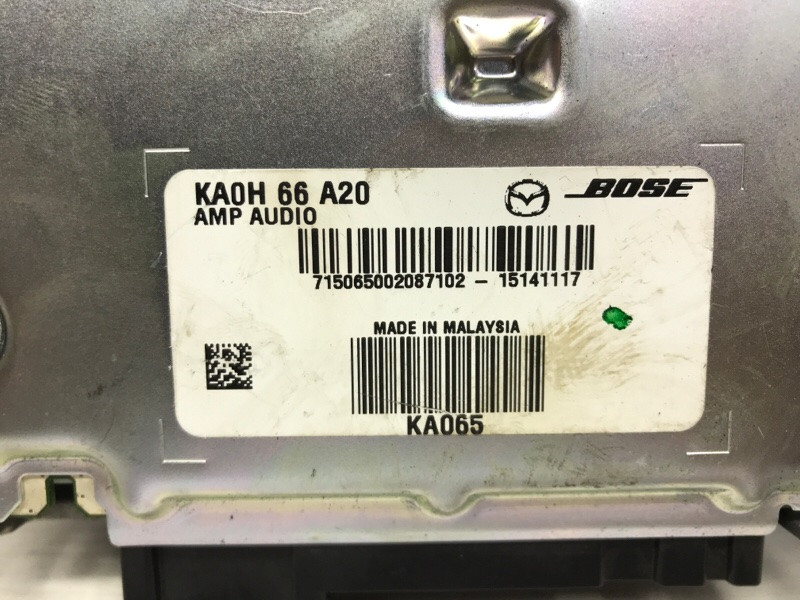 KA0H 66 A20
AMP AUDIO
BOSE
715065002087102 - 15141117
MADE IN MALAYSIA
KA065